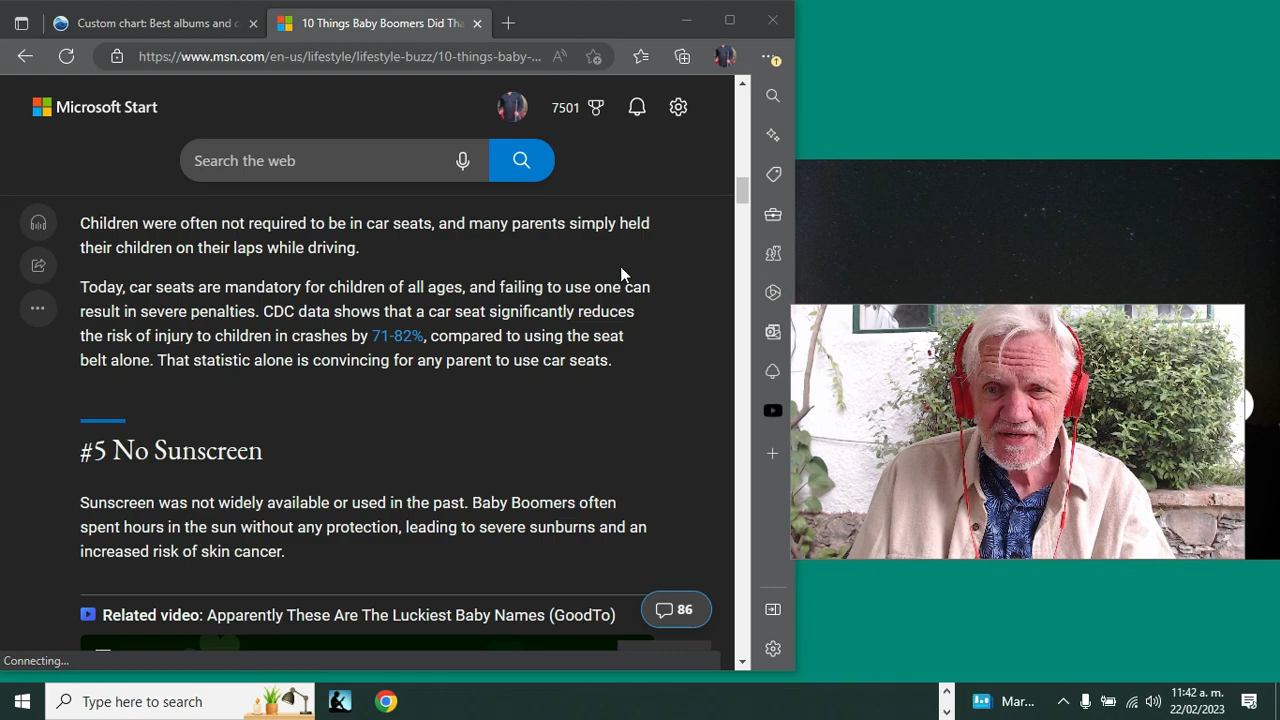 Custom chart: Best albums and c
10 Things Baby Boomers Did Tha
https://www.msn.com/en-us/lifestyle/lifestyle-buzz/10-things-baby-...
Microsoft Start
7501
Search the web
Children were often not required to be in car seats, and many parents simply held
their children on their laps while driving.
Today, car seats are mandatory for children of all ages, and failing to use one can
result in severe penalties. CDC data shows that a car seat significantly reduces
the risk of injury to children in crashes by 71-82%, compared to using the seat
belt alone. That statistic alone is convincing for any parent to use car seats.
#5 No Sunscreen
Sunscreen was not widely available or used in the past. Baby Boomers often
spent hours in the sun without any protection, leading to severe sunburns and an
increased risk of skin cancer.
Related video: Apparently These Are The Luckiest Baby Names (GoodTo)
86
Connecting...
Type here to search
Mar...
11:42 a. m.
22/02/2023